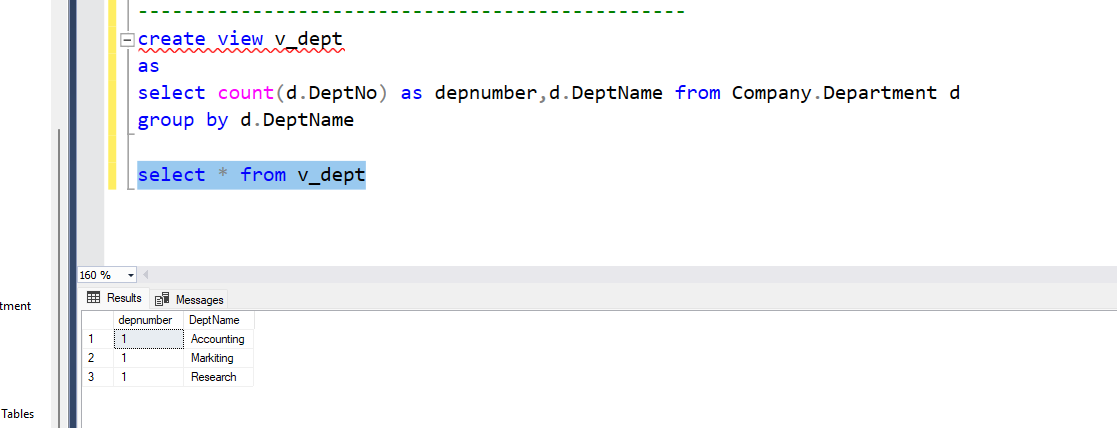 ------------------------------------------------
create view v_dept
as
select count(d.DeptNo) as depnumber,d.DeptName from Company.Department d
group by d.DeptName
select * from v_dept
160 %
tment
Results Messages
depnumber DeptName
1 1 Accounting
2 1 Markiting
3 1 Research
Tables